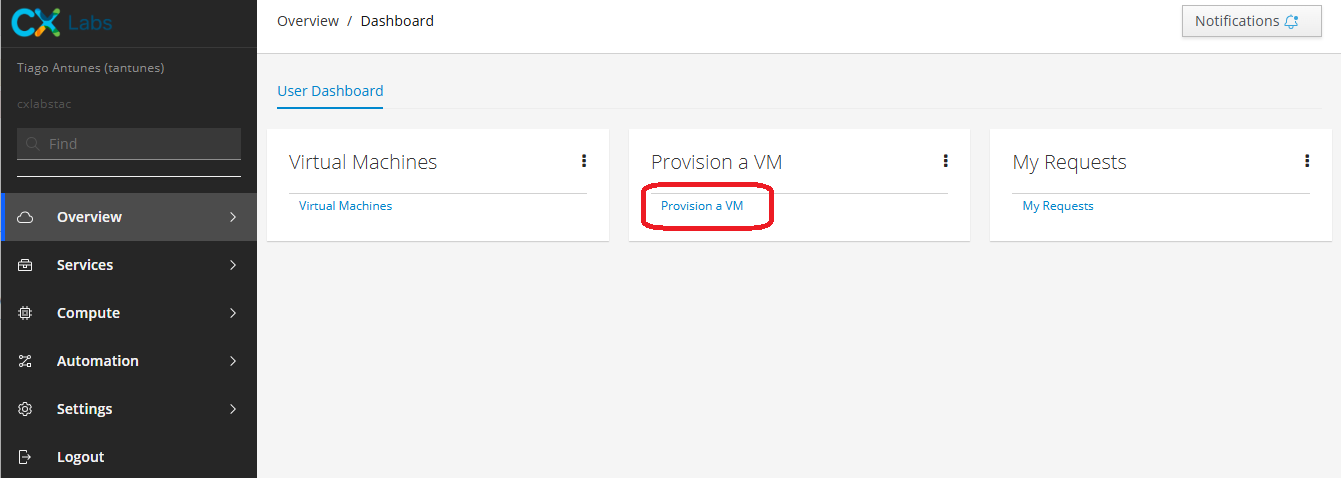 CX Labs
Tiago Antunes (tantunes)
cxlabstac
Find
Overview
Services
Compute
Automation
Settings
Logout
Overview / Dashboard
Notifications
User Dashboard
Virtual Machines
Virtual Machines
Provision a VM
Provision a VM
My Requests
My Requests